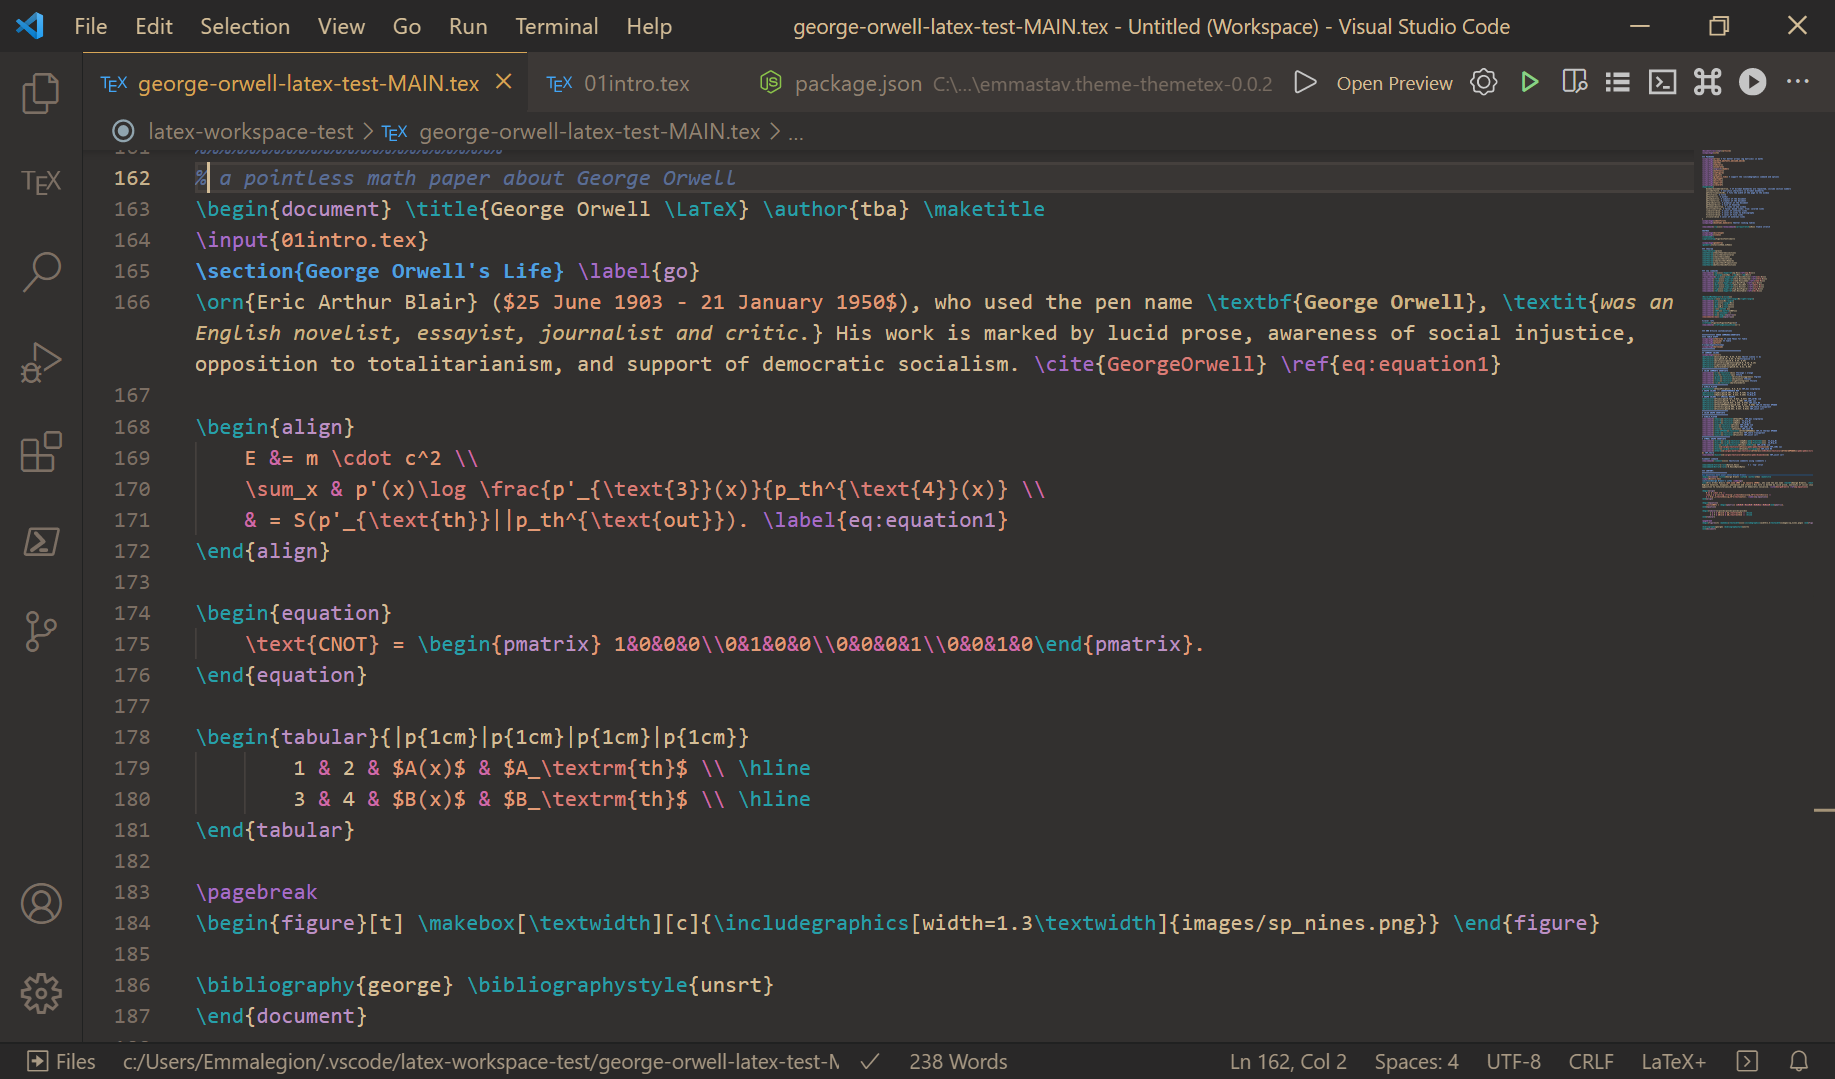 File Edit Selection View Go Run Terminal Help george-orwell-latex-test-MAIN.tex - Untitled (Workspace) - Visual Studio Code
TEX george-orwell-latex-test-MAIN.tex TEX 01intro.tex package.json C:\...\emmastav.theme-themetex-0.0.2 Open Preview
latex-workspace-test > TEX george-orwell-latex-test-MAIN.tex > ...
TEX
161 %%%%%%%%%%%%%%%%%%%%%%%%%
162 % a pointless math paper about George Orwell
163 \begin{document} \title{George Orwell \LaTeX} \author{tba} \maketitle
164 \input{01intro.tex}
165 \section{George Orwell's Life} \label{go}
166 \orn{Eric Arthur Blair} ($25 June 1903 - 21 January 1950$), who used the pen name \textbf{George Orwell}, \textit{was an
English novelist, essayist, journalist and critic.} His work is marked by lucid prose, awareness of social injustice,
opposition to totalitarianism, and support of democratic socialism. \cite{GeorgeOrwell} \ref{eq:equation1}
167
168 \begin{align}
169 E &= m \cdot c^2 \\
170 \sum_x & p'(x)\log \frac{p'_{\text{3}}(x)}{p_th^{\text{4}}(x)} \\
171 & = S(p'_{\text{th}}||p_th^{\text{out}}). \label{eq:equation1}
172 \end{align}
173
174 \begin{equation}
175 \text{CNOT} = \begin{pmatrix} 1&0&0&0\\0&1&0&0\\0&0&0&1\\0&0&1&0\end{pmatrix}.
176 \end{equation}
177
178 \begin{tabular}{|p{1cm}|p{1cm}|p{1cm}|p{1cm}}
179 1 & 2 & $A(x)$ & $A_\textrm{th}$ \\ \hline
180 3 & 4 & $B(x)$ & $B_\textrm{th}$ \\ \hline
181 \end{tabular}
182
183 \pagebreak
184 \begin{figure}[t] \makebox[\textwidth][c]{\includegraphics[width=1.3\textwidth]{images/sp_nines.png}} \end{figure}
185
186 \bibliography{george} \bibliographystyle{unsrt}
187 \end{document}
Files c:/Users/Emmalegion/.vscode/latex-workspace-test/george-orwell-latex-test-M 238 Words Ln 162, Col 2 Spaces: 4 UTF-8 CRLF LaTeX+